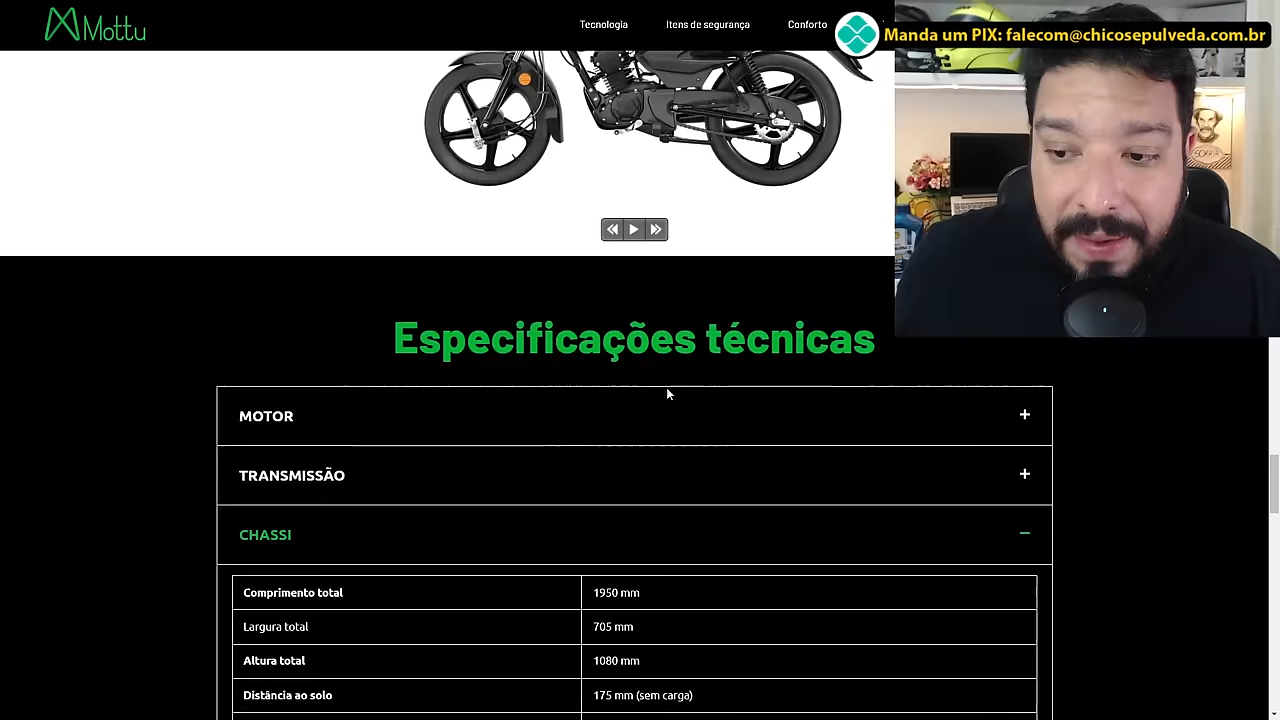 Mottu
Tecnologia
Itens de segurança
Conforto
Manda um PIX: falecom@chicosepulveda.com.br
Especificações técnicas
MOTOR +
TRANSMISSÃO +
CHASSI −
Comprimento total 1950 mm
Largura total 705 mm
Altura total 1080 mm
Distância ao solo 175 mm (sem carga)